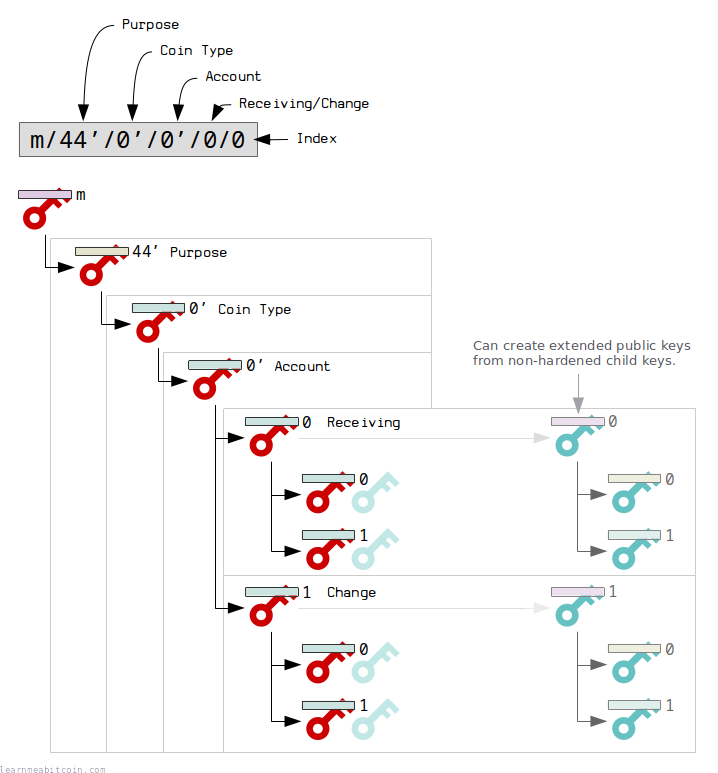 Purpose
Coin Type
Account
Receiving/Change
m/44'/0'/0'/0/0
Index
m
44' Purpose
0' Coin Type
0' Account
Can create extended public keys
from non-hardened child keys.
0 Receiving
0
0
0
1
1
1 Change
1
0
0
1
1
learnmeabitcoin.com